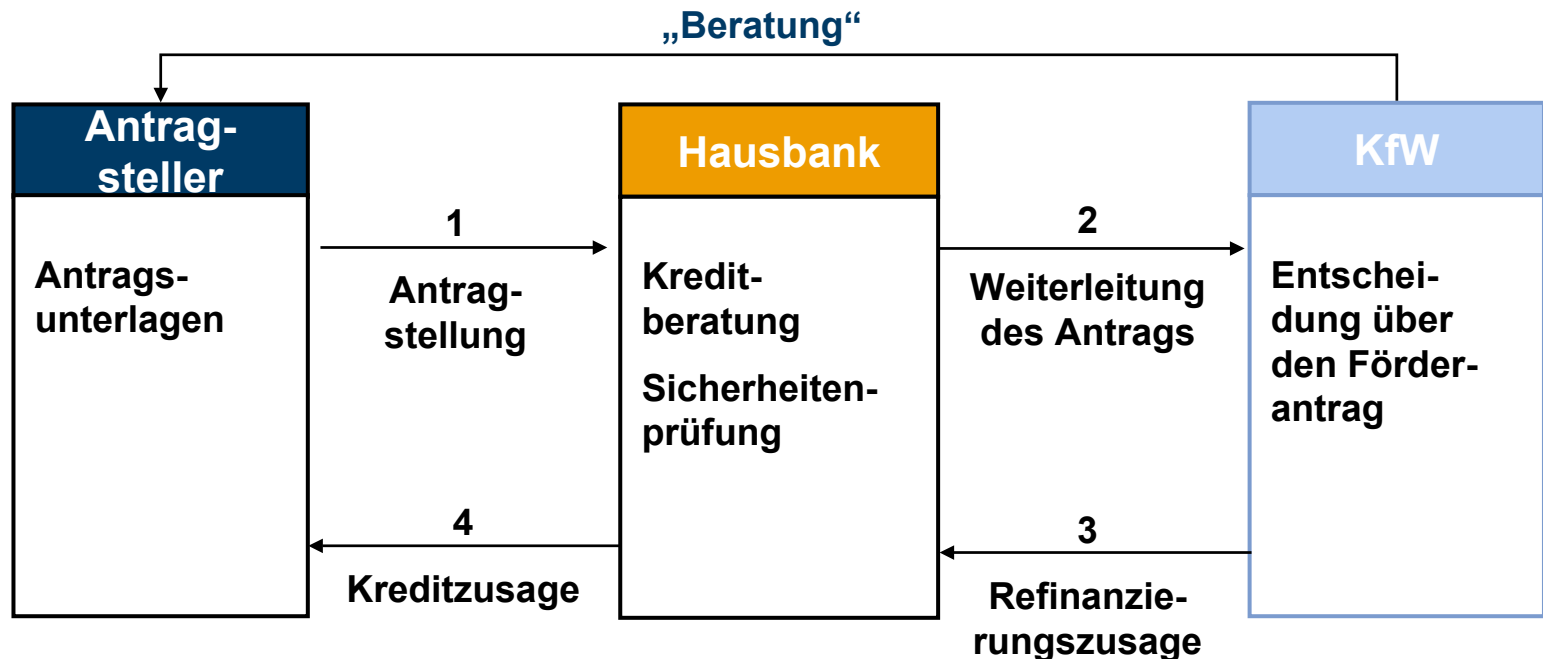 „Beratung“
Antrag-
steller
Antrags-
unterlagen
1
Antrag-
stellung
4
Kreditzusage
Hausbank
Kredit-
beratung
Sicherheiten-
prüfung
2
Weiterleitung
des Antrags
3
Refinanzie-
rungszusage
KfW
Entschei-
dung über
den Förder-
antrag